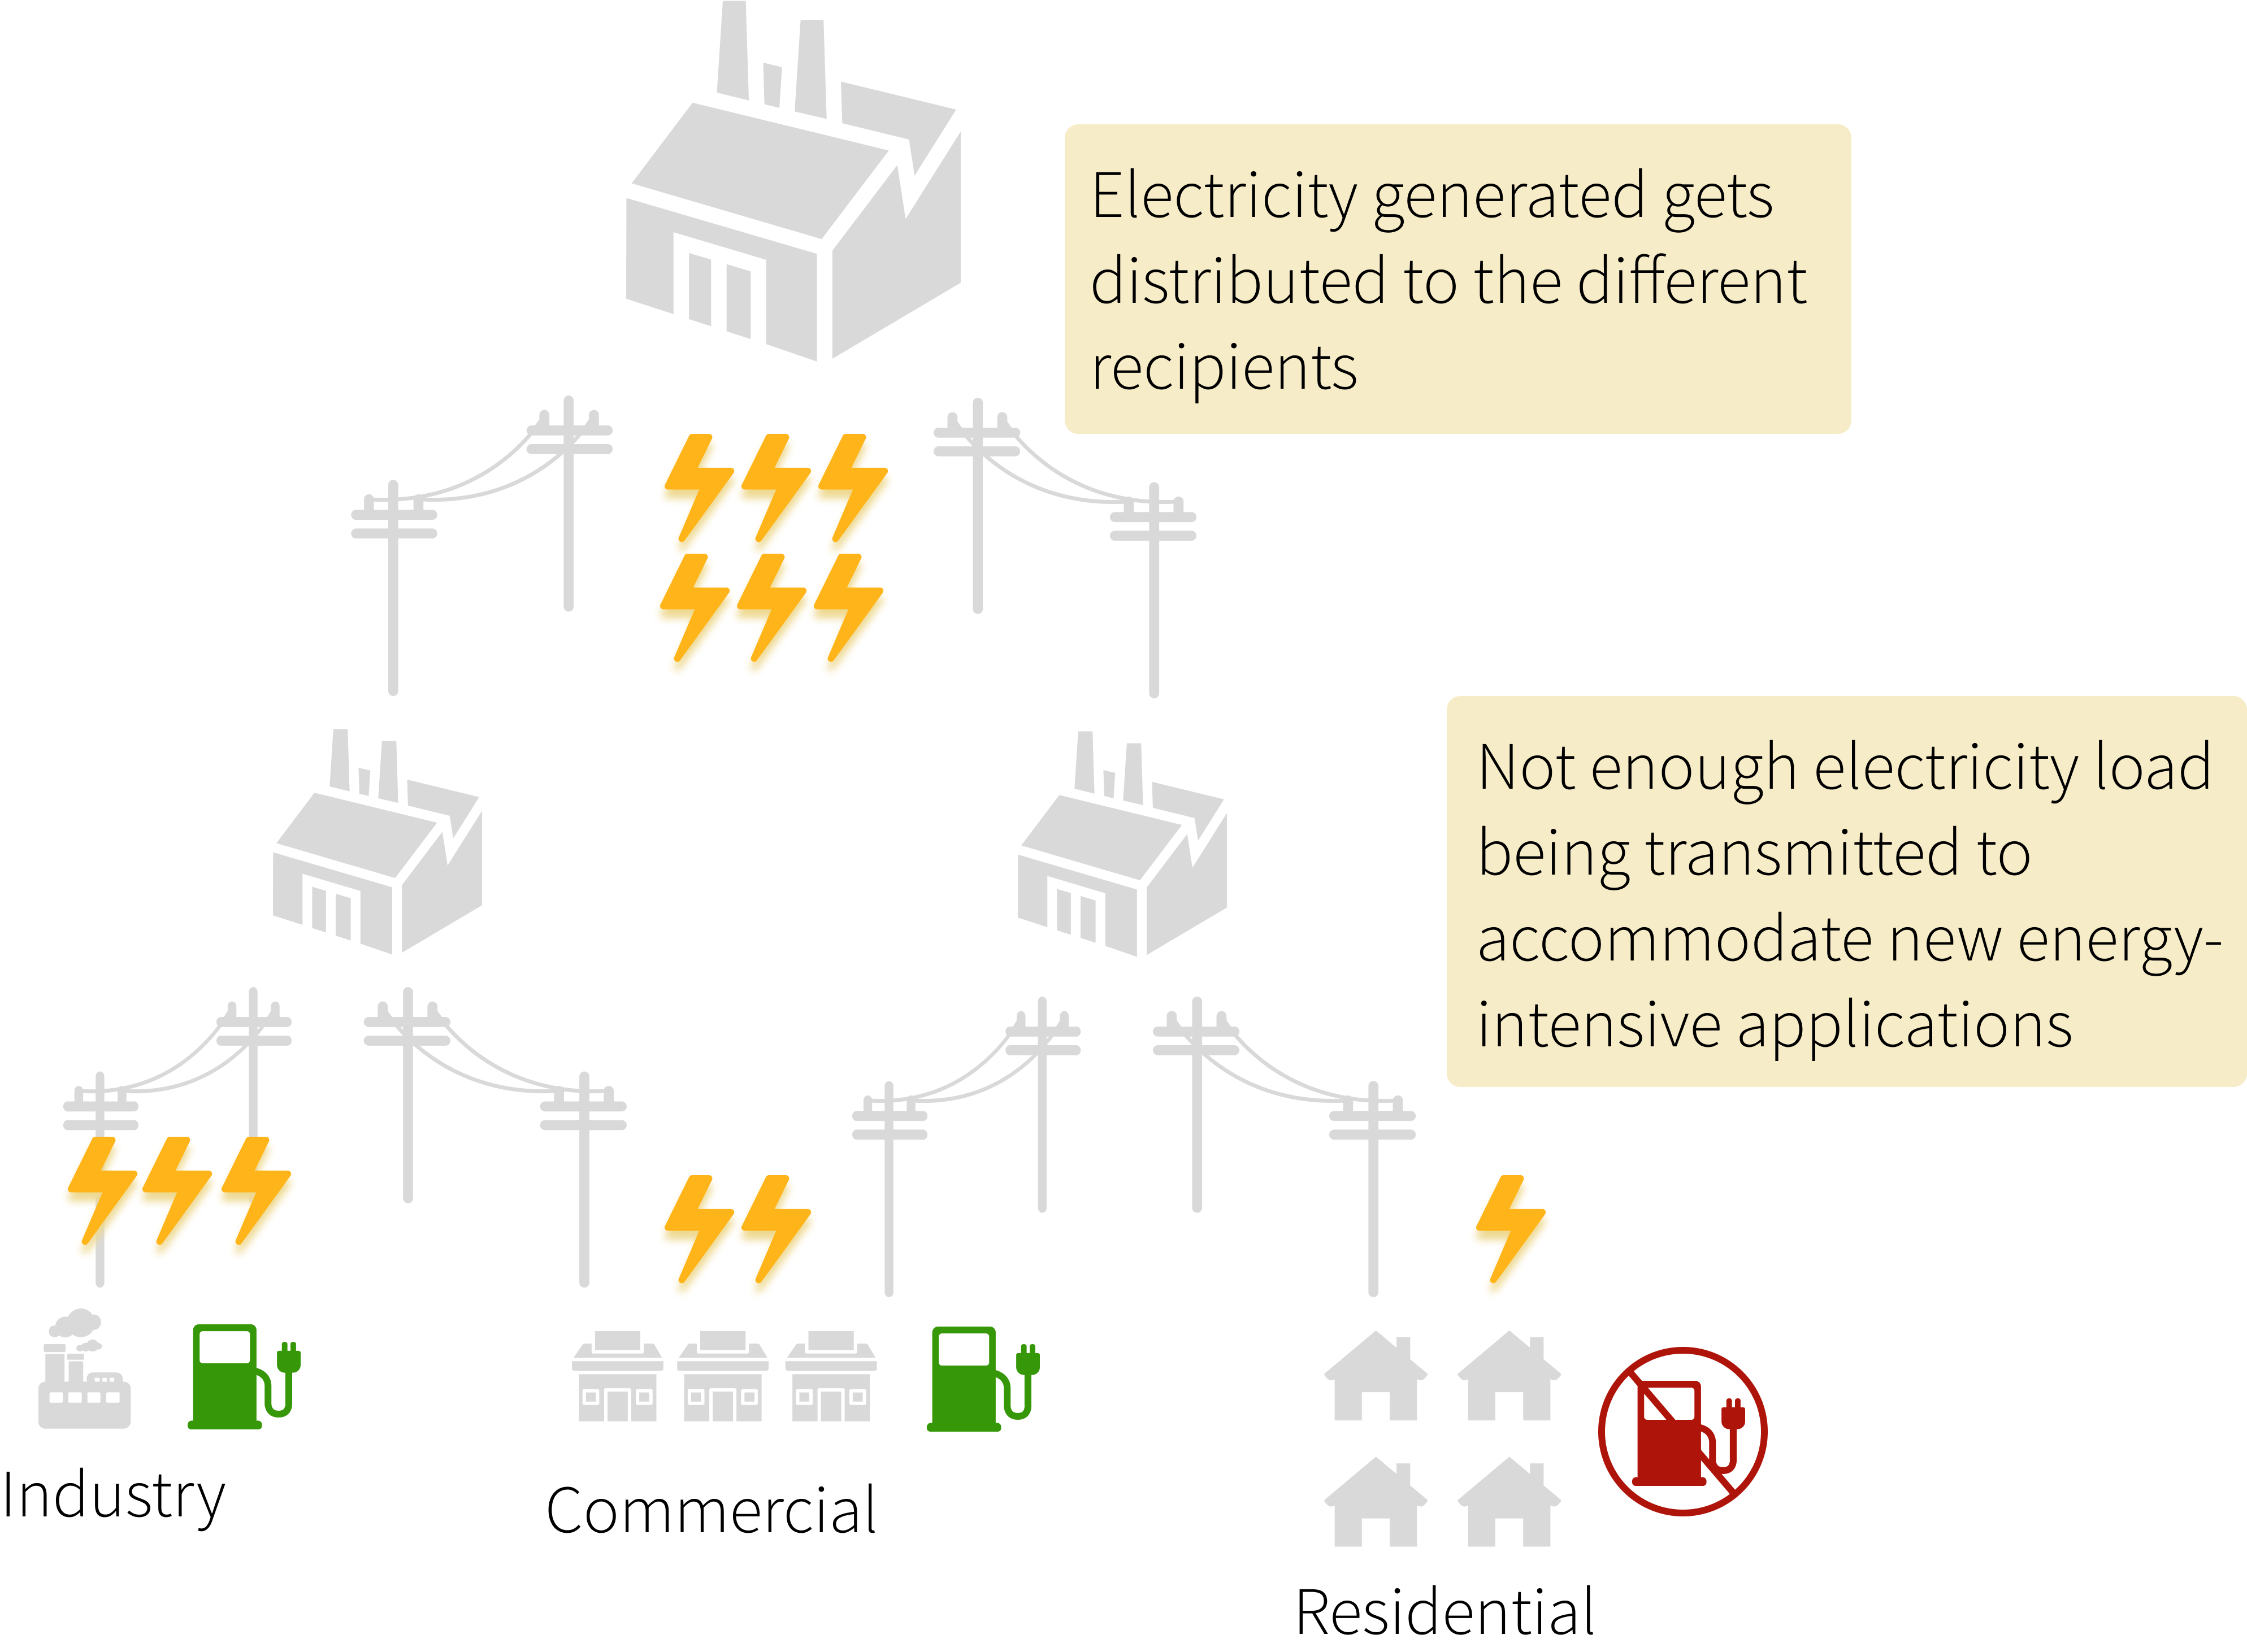 Electricity generated gets
distributed to the different
recipients
Not enough electricity load
being transmitted to
accommodate new energy-
intensive applications
Industry
Commercial
Residential